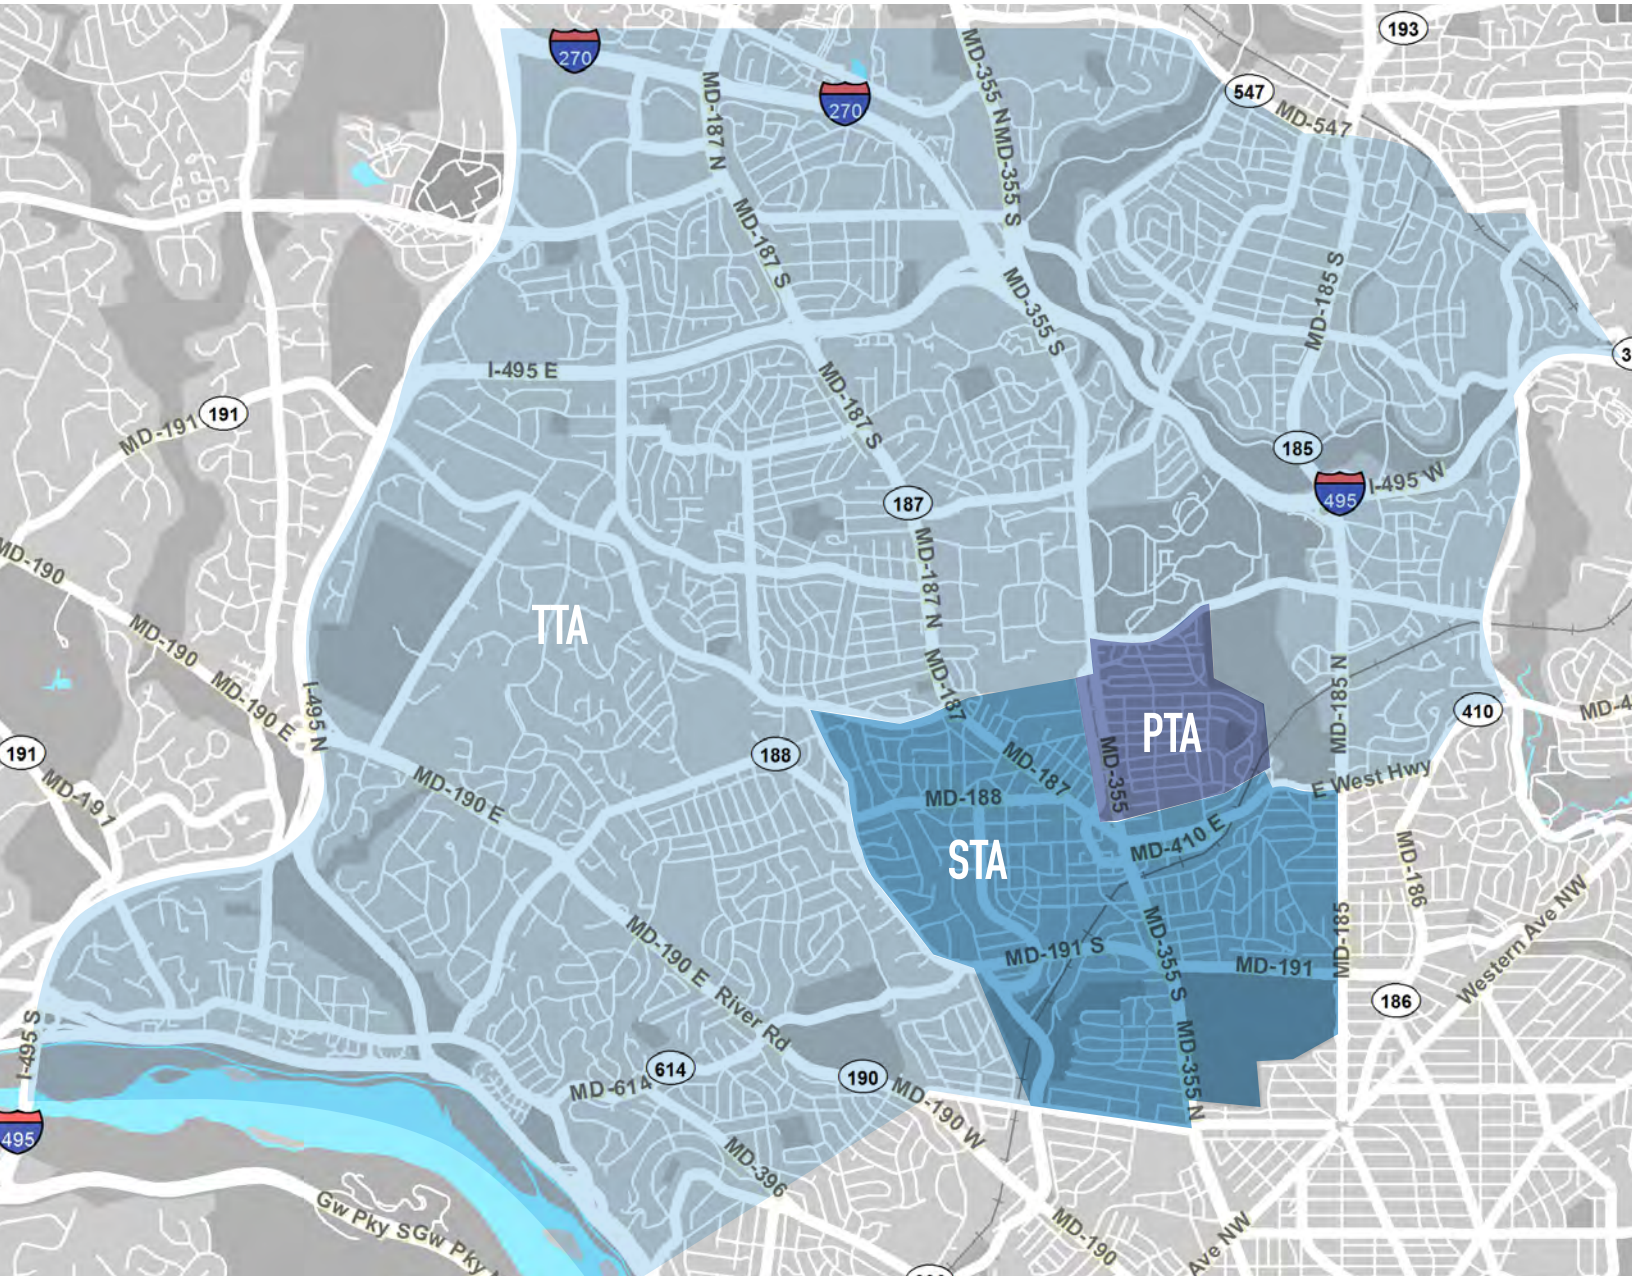 193
270
270
547
MD-547
MD-187 N
MD-355 N
MD-355 S
MD-187 S
MD-355 S
MD-185 S
I-495 E
MD-187 S
MD-191
191
185
I-495 W
495
187
MD-187 N
MD-190
TTA
MD-190
MD-190 E
I-495 N
MD-187
MD-185 N
410
MD-4
PTA
191
MD-191
188
MD-187
MD-355
E West Hwy
MD-190 E
MD-188
MD-410 E
STA
MD-186
MD-190 E
River Rd
MD-191 S
MD-355 S
MD-191
MD-185
Western Ave NW
186
I-495 S
614
MD-614
190
MD-190 W
MD-355 N
495
MD-396
Gw Pky S
Gw Pky
MD-190
Ave NW